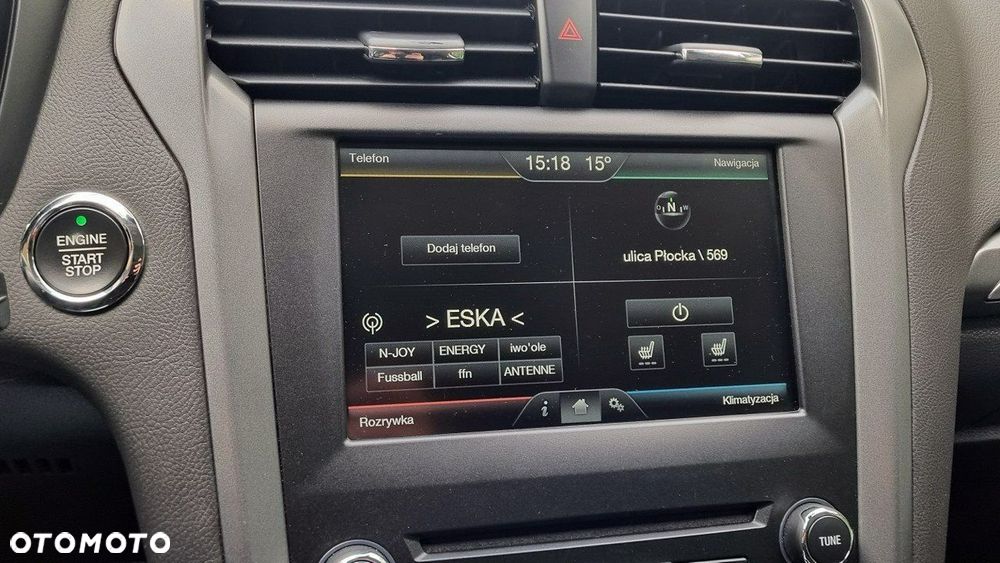 Telefon
15:18 15°
Nawigacja
ENGINE
START
STOP
N
W
Dodaj telefon
ulica Płocka \ 569
> ESKA <
N-JOY
ENERGY
iwo'ole
Fussball
ffn
ANTENNE
Rozrywka
i
Klimatyzacja
TUNE
OTOMOTO